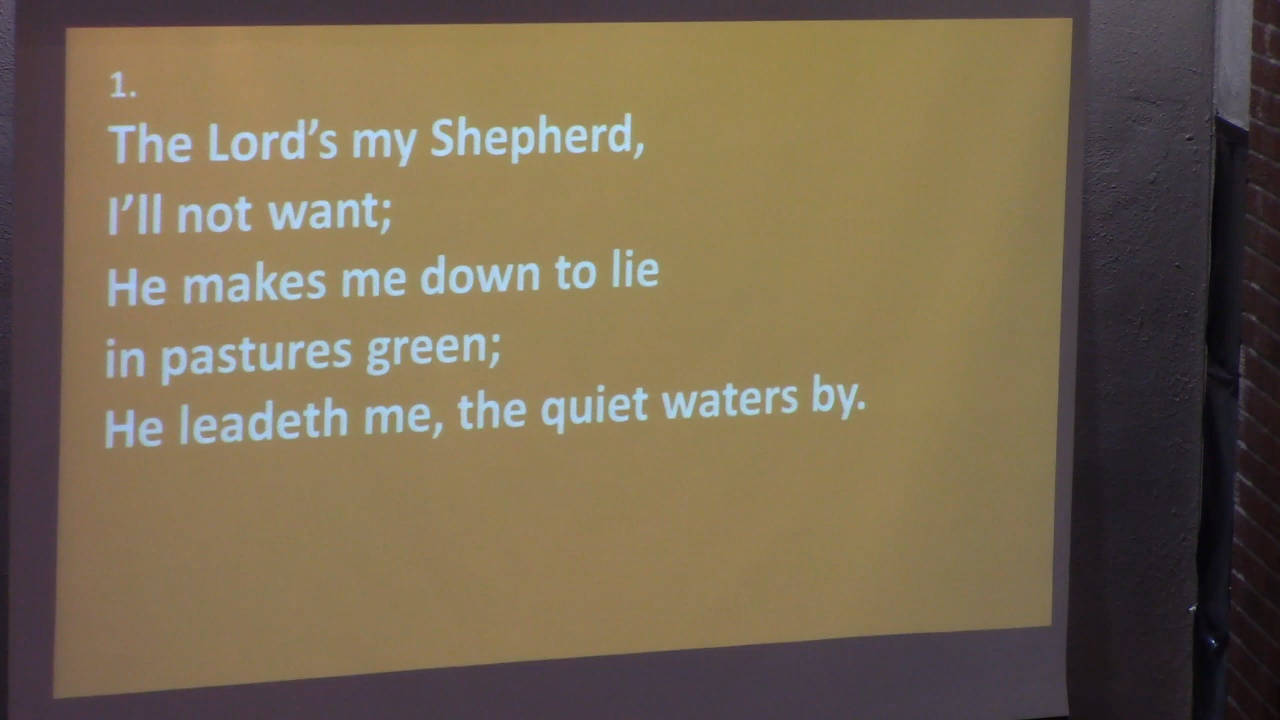 1.
The Lord’s my Shepherd,
I’ll not want;
He makes me down to lie
in pastures green;
He leadeth me, the quiet waters by.